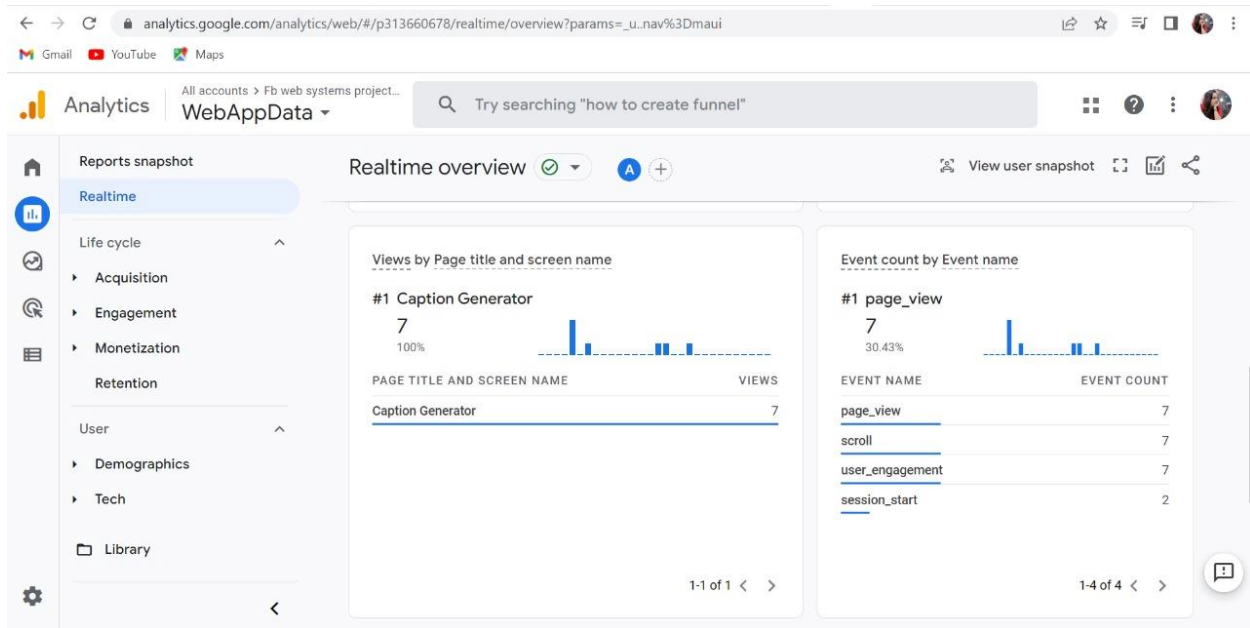 analytics.google.com/analytics/web/#/p313660678/realtime/overview?params=_u..nav%3Dmaui
Gmail YouTube Maps
Analytics
All accounts > Fb web systems project...
WebAppData
Try searching "how to create funnel"
Reports snapshot
Realtime
Life cycle
Acquisition
Engagement
Monetization
Retention
User
Demographics
Tech
Library
Realtime overview
A
View user snapshot
Views by Page title and screen name
#1 Caption Generator
7
100%
PAGE TITLE AND SCREEN NAME VIEWS
Caption Generator 7
1-1 of 1
Event count by Event name
#1 page_view
7
30.43%
EVENT NAME EVENT COUNT
page_view 7
scroll 7
user_engagement 7
session_start 2
1-4 of 4